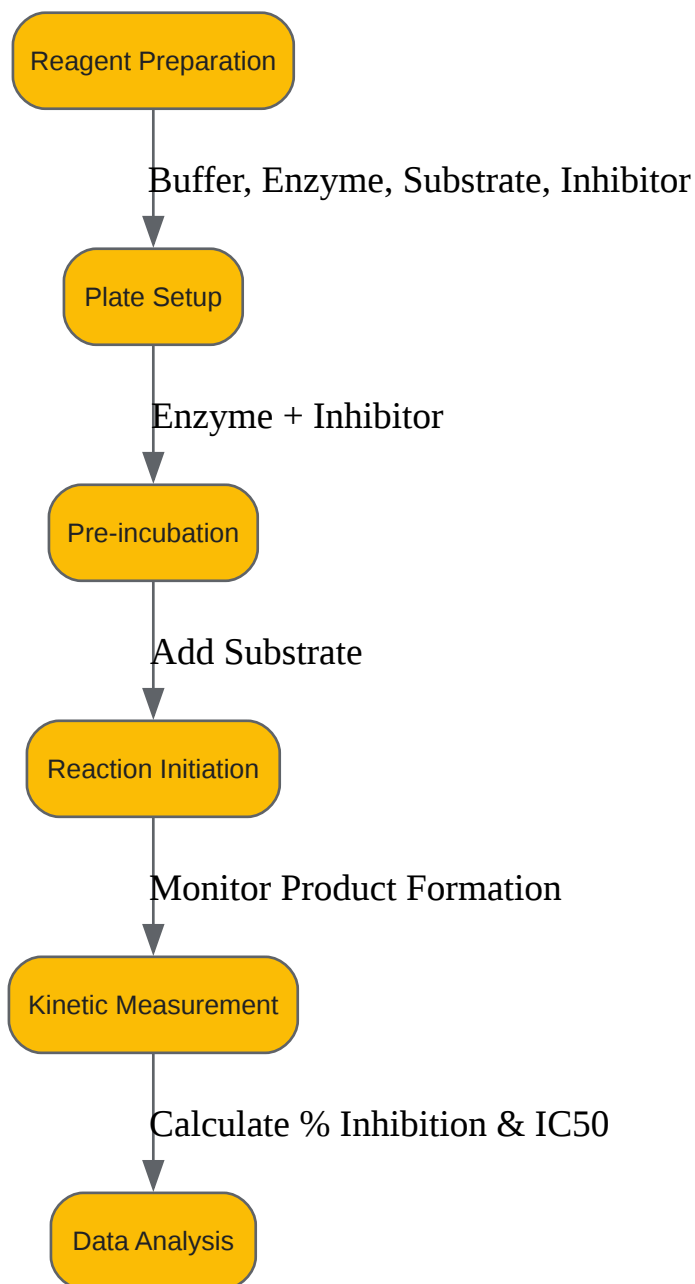 Reagent Preparation
Buffer, Enzyme, Substrate, Inhibitor
Plate Setup
Enzyme + Inhibitor
Pre-incubation
Add Substrate
Reaction Initiation
Monitor Product Formation
Kinetic Measurement
Calculate % Inhibition & IC50
Data Analysis